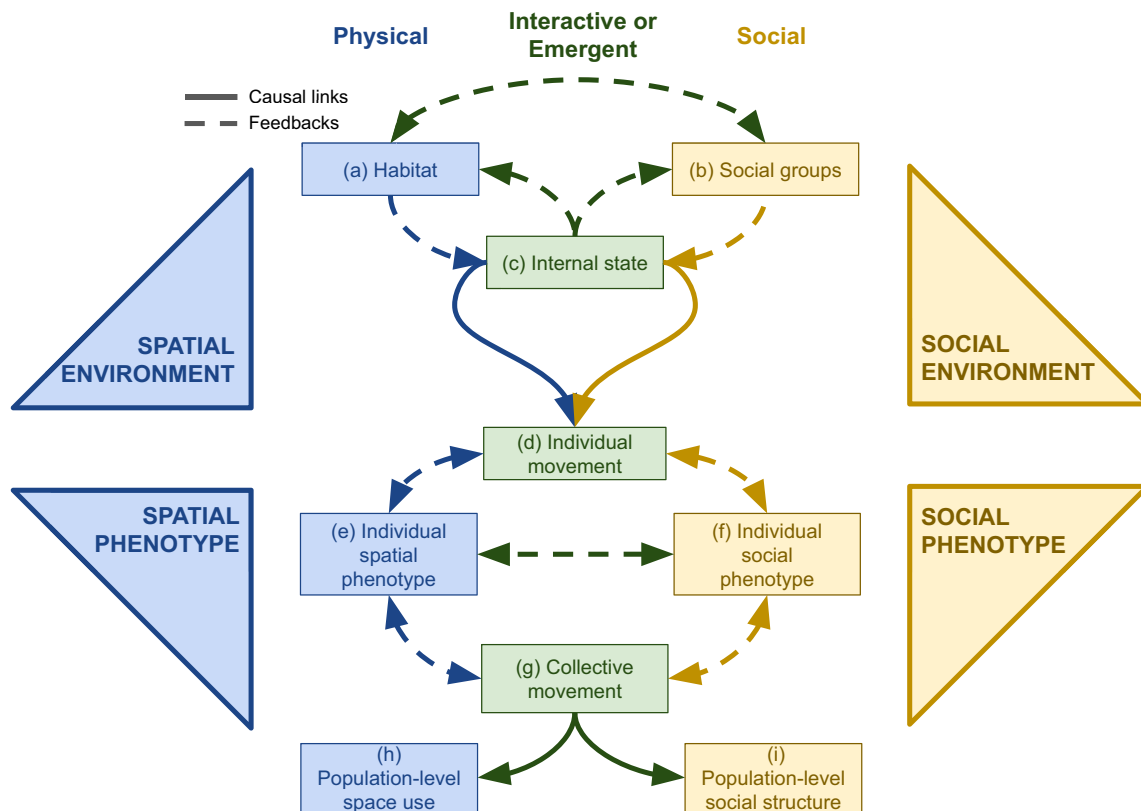 Physical
Interactive or
Emergent
Social
Causal links
Feedbacks
(a) Habitat
(b) Social groups
(c) Internal state
SPATIAL
ENVIRONMENT
SOCIAL
ENVIRONMENT
(d) Individual
movement
SPATIAL
PHENOTYPE
SOCIAL
PHENOTYPE
(e) Individual
spatial
phenotype
(f) Individual
social
phenotype
(g) Collective
movement
(h)
Population-level
space use
(i)
Population-level
social structure